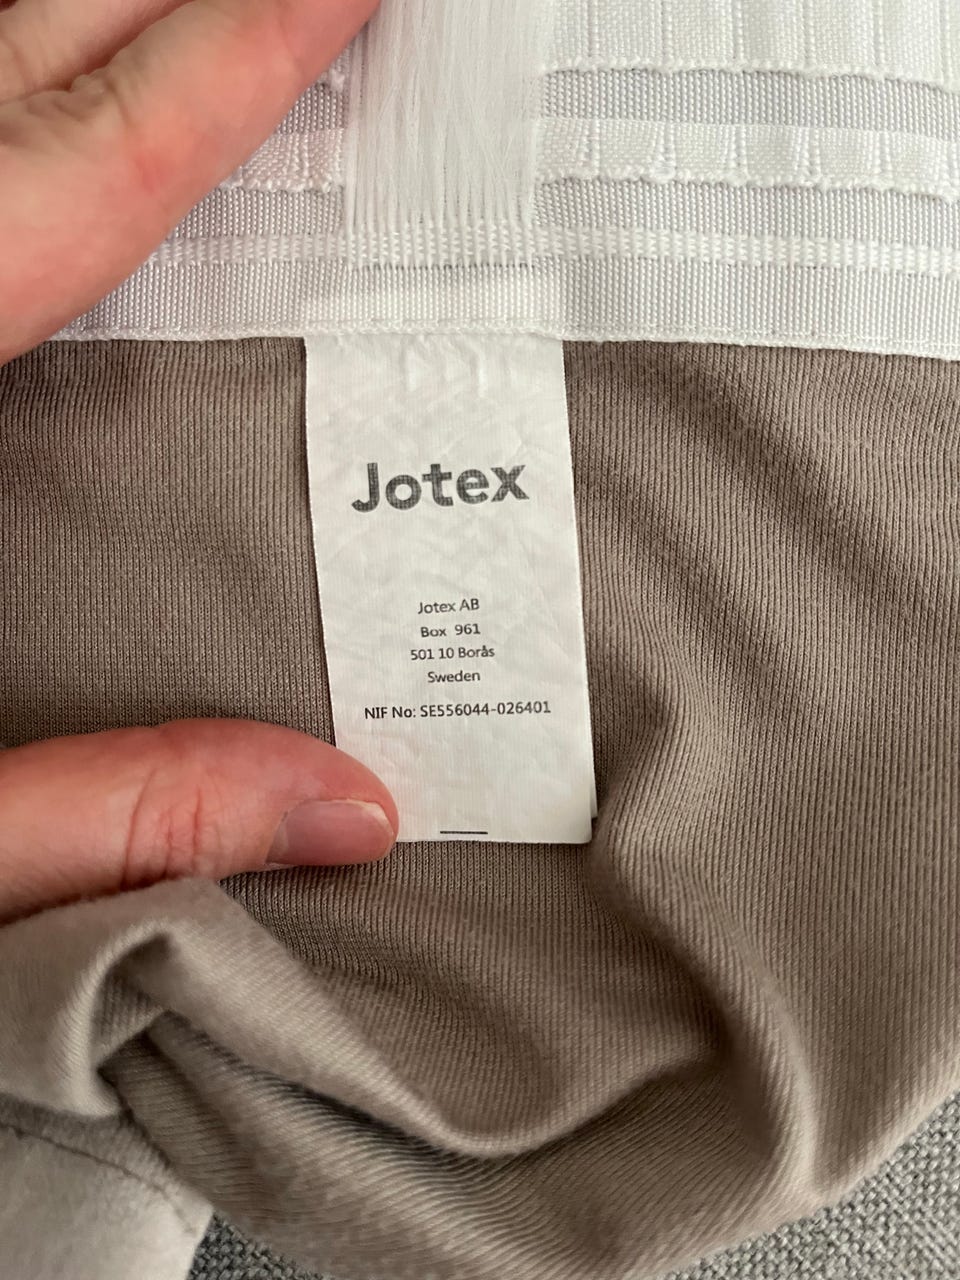 Jotex
Jotex AB
Box 961
501 10 Borås
Sweden
NIF No: SE556044-026401